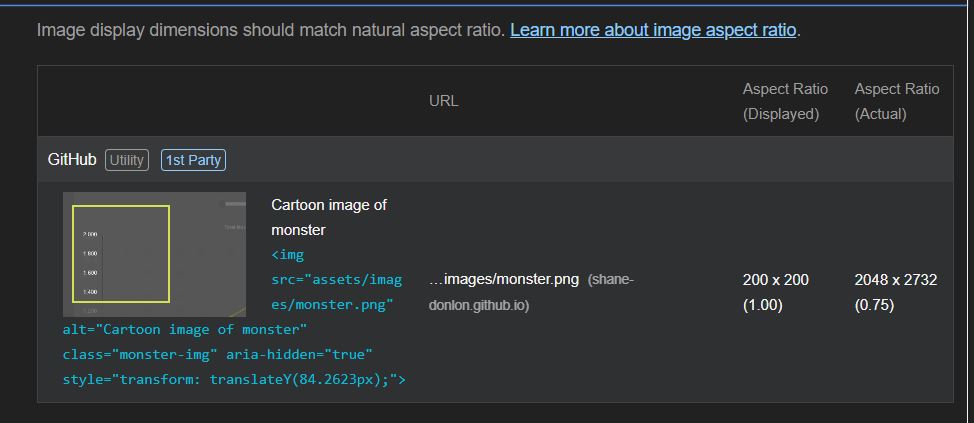 Image display dimensions should match natural aspect ratio. Learn more about image aspect ratio.
URL
Aspect Ratio
(Displayed)
Aspect Ratio
(Actual)
GitHub Utility 1st Party
2,000
1,800
1,600
1,400
Cartoon image of
monster
<img
src="assets/imag
es/monster.png"
alt="Cartoon image of monster"
class="monster-img" aria-hidden="true"
style="transform: translateY(84.2623px);">
…images/monster.png (shane-
donlon.github.io)
200 x 200
(1.00)
2048 x 2732
(0.75)